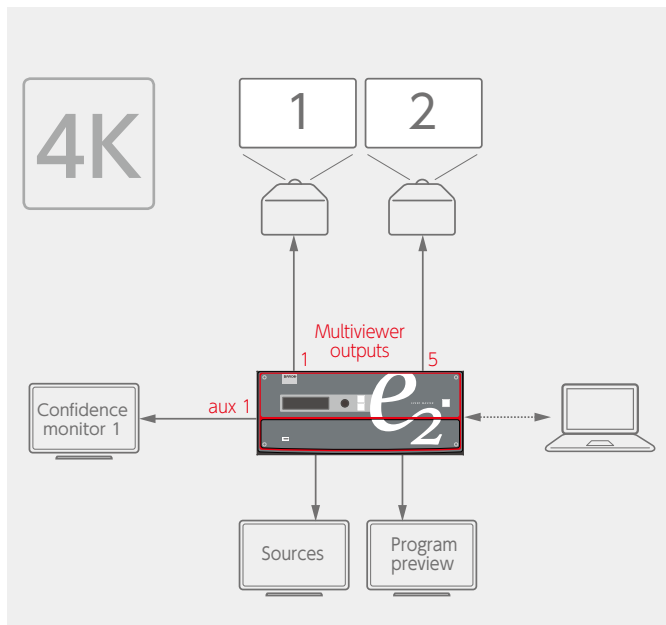 4K
1
2
Multiviewer
outputs
1
5
aux 1
e2
Confidence
monitor 1
Sources
Program
preview